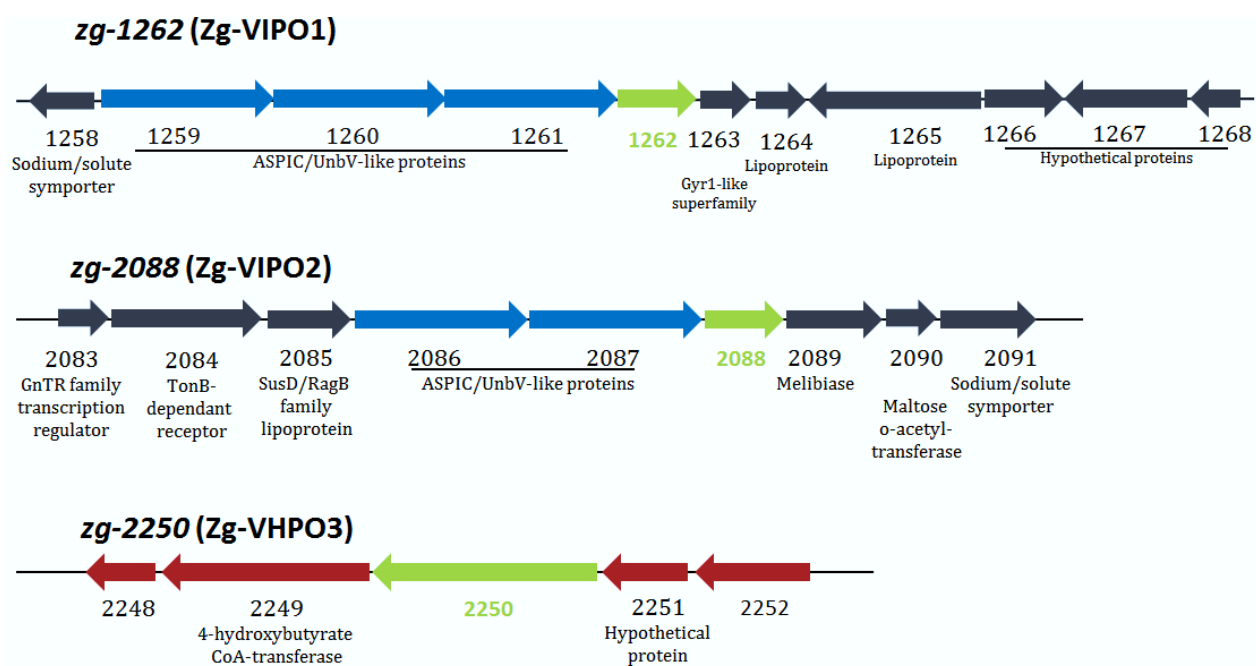 zg-1262 (Zg-VIPO1)
1258 1259 1260 1261 1262 1263 1264 1265 1266 1267 1268
Sodium/solute
symporter
ASPIC/UnbV-like proteins
Gyr1-like
superfamily
Lipoprotein
Lipoprotein
Hypothetical proteins
zg-2088 (Zg-VIPO2)
2083 2084 2085 2086 2087 2088 2089 2090 2091
GnTR family
transcription
regulator
TonB-
dependant
receptor
SusD/RagB
family
lipoprotein
ASPIC/UnbV-like proteins
Melibiase
Maltose
o-acetyl-
transferase
Sodium/solute
symporter
zg-2250 (Zg-VHPO3)
2248 2249 2250 2251 2252
4-hydroxybutyrate
CoA-transferase
Hypothetical
protein